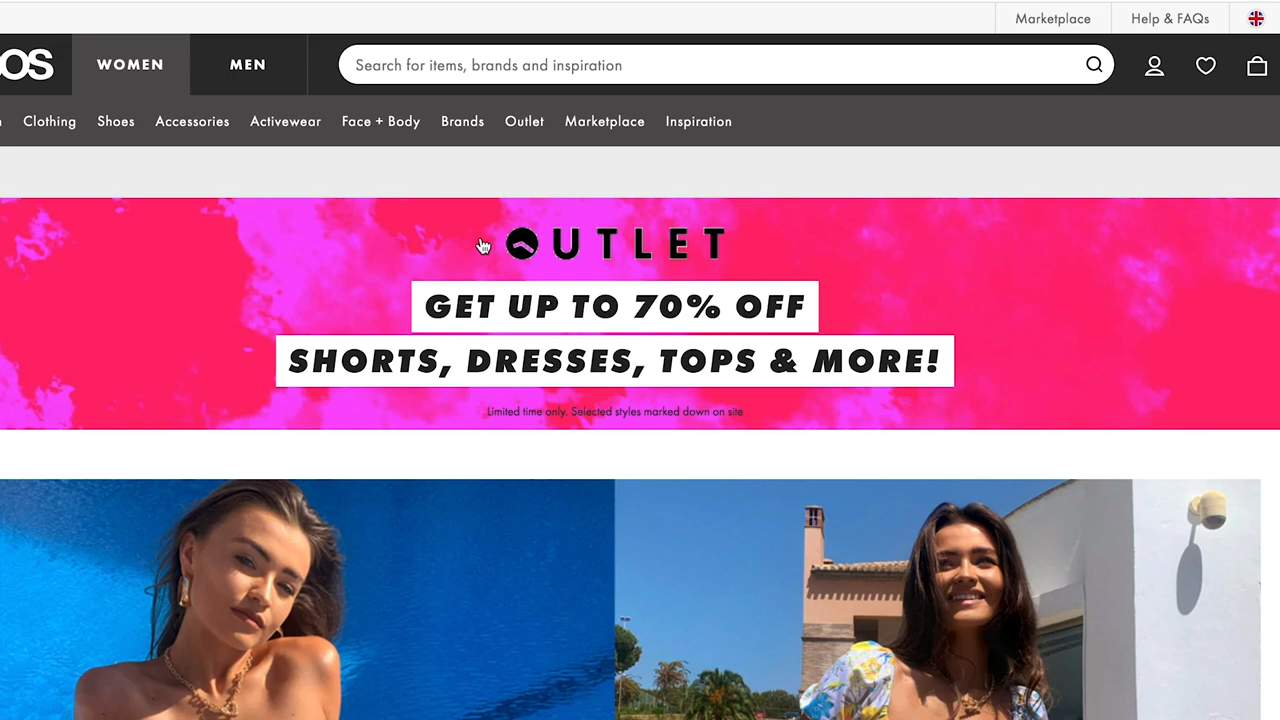 Marketplace
Help & FAQs
OS
WOMEN
MEN
Search for items, brands and inspiration
Clothing
Shoes
Accessories
Activewear
Face + Body
Brands
Outlet
Marketplace
Inspiration
OUTLET
GET UP TO 70% OFF
SHORTS, DRESSES, TOPS & MORE!
Limited time only. Selected styles marked down on site